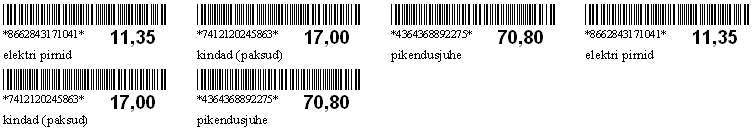 *8662843171041* 11,35 *7412120245863* 17,00 *4364368892275* 70,80 *8662843171041* 11,35
elektri pirnid kindad (paksud) pikendusjuhe elektri pirnid
*7412120245863* 17,00 *4364368892275* 70,80
kindad (paksud) pikendusjuhe